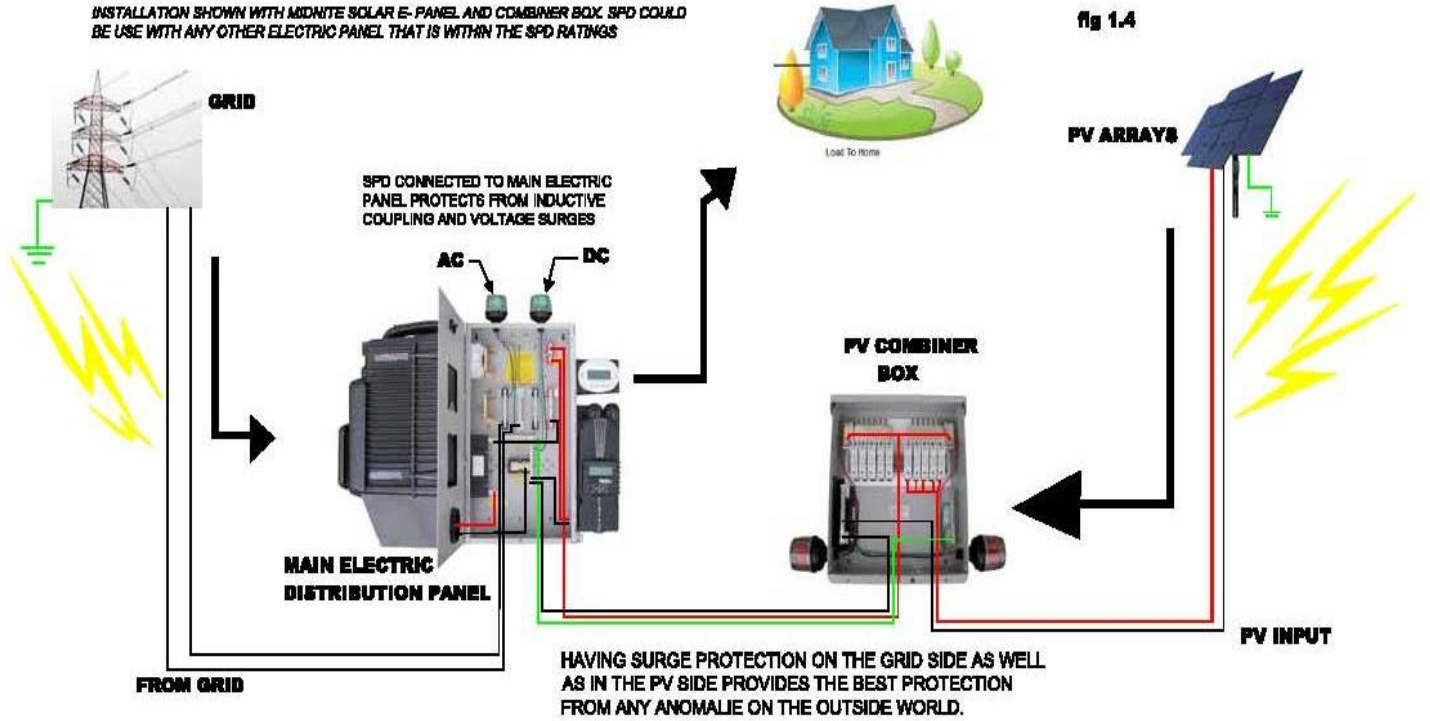 INSTALLATION SHOWN WITH MIDNITE SOLAR E- PANEL AND COMBINER BOX. SPD COULD
BE USE WITH ANY OTHER ELECTRIC PANEL THAT IS WITHIN THE SPD RATINGS
fig 1.4
GRID
PV ARRAYS
Load To Home
SPD CONNECTED TO MAIN ELECTRIC
PANEL PROTECTS FROM INDUCTIVE
COUPLING AND VOLTAGE SURGES
AC
DC
PV COMBINER
BOX
MAIN ELECTRIC
DISTRIBUTION PANEL
PV INPUT
FROM GRID
HAVING SURGE PROTECTION ON THE GRID SIDE AS WELL
AS IN THE PV SIDE PROVIDES THE BEST PROTECTION
FROM ANY ANOMALIE ON THE OUTSIDE WORLD.